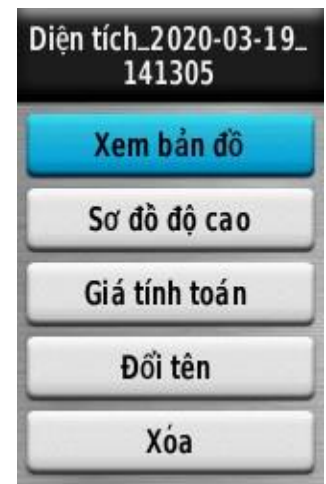 Diện tích_2020-03-19_
141305
Xem bản đồ
Sơ đồ độ cao
Giá tính toán
Đổi tên
Xóa